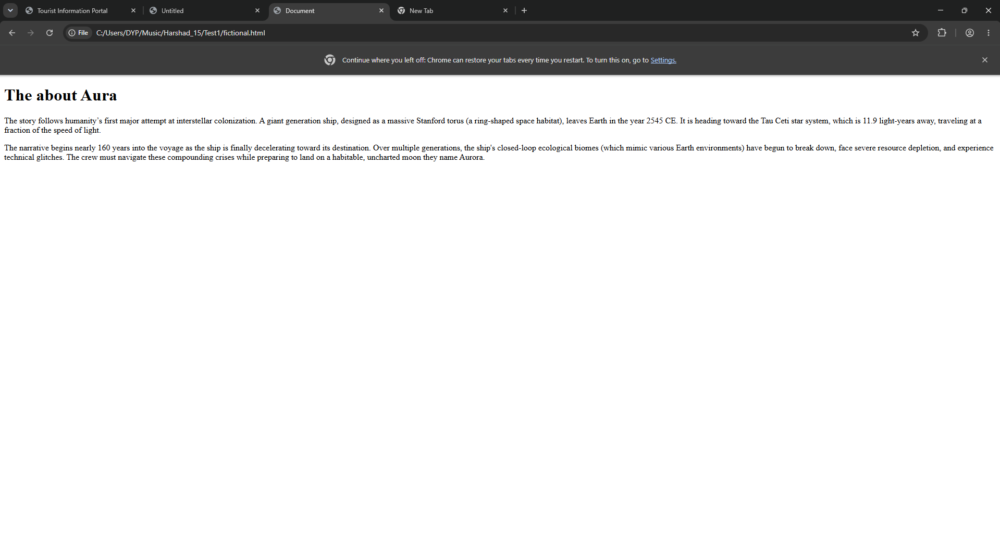 Tourist Information Portal
Untitled
Document
New Tab
File
C:/Users/DYP/Music/Harshad_15/Test1/fictional.html
Continue where you left off: Chrome can restore your tabs every time you restart. To turn this on, go to Settings.
The about Aura
The story follows humanity’s first major attempt at interstellar colonization. A giant generation ship, designed as a massive Stanford torus (a ring-shaped space habitat), leaves Earth in the year 2545 CE. It is heading toward the Tau Ceti star system, which is 11.9 light-years away, traveling at a
fraction of the speed of light.
The narrative begins nearly 160 years into the voyage as the ship is finally decelerating toward its destination. Over multiple generations, the ship's closed-loop ecological biomes (which mimic various Earth environments) have begun to break down, face severe resource depletion, and experience
technical glitches. The crew must navigate these compounding crises while preparing to land on a habitable, uncharted moon they name Aurora.